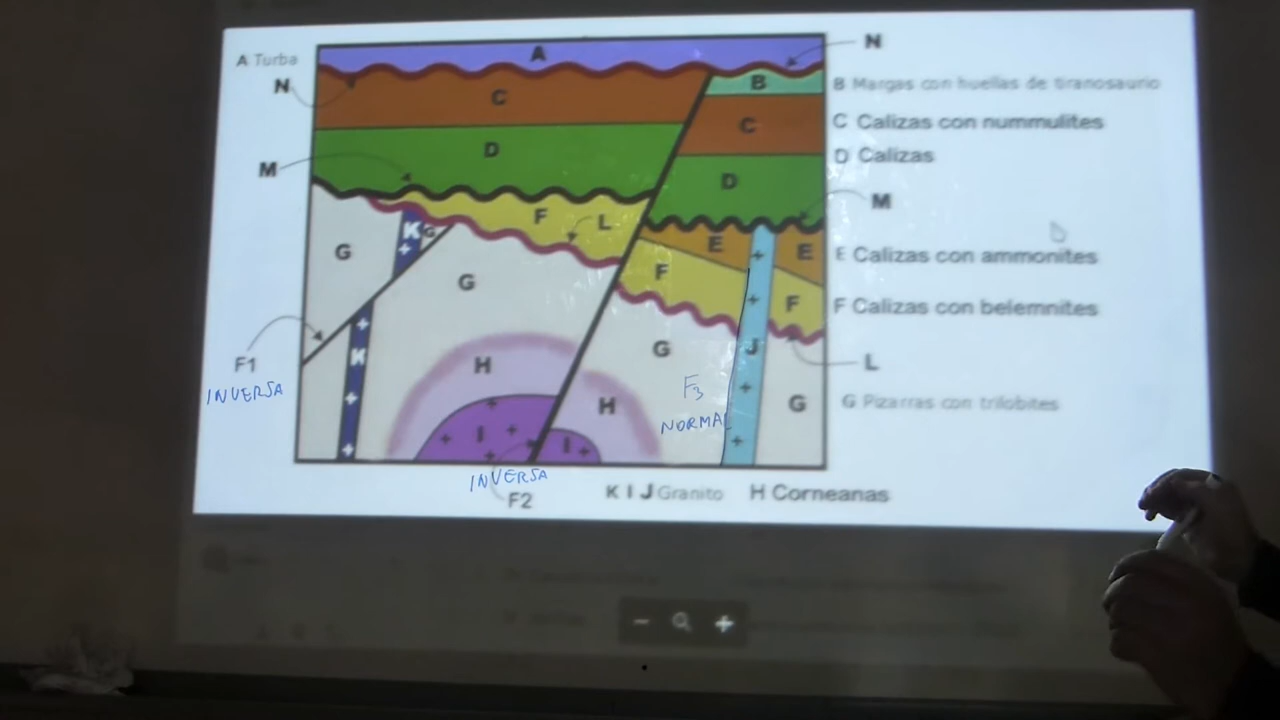 A Turba
A
N
N
B
B Margas con huellas de tiranosaurio
C
C
C Calizas con nummulites
D
D
D Calizas
M
M
F
L
K
G
G
G
E
E
E Calizas con ammonites
F
F
F Calizas con belemnites
K
J
G
L
F1
INVERSA
H
H
F3
NORMAL
G
G Pizarras con trilobites
I
I
INVERSA
F2
K I J Granito
H Corneanas